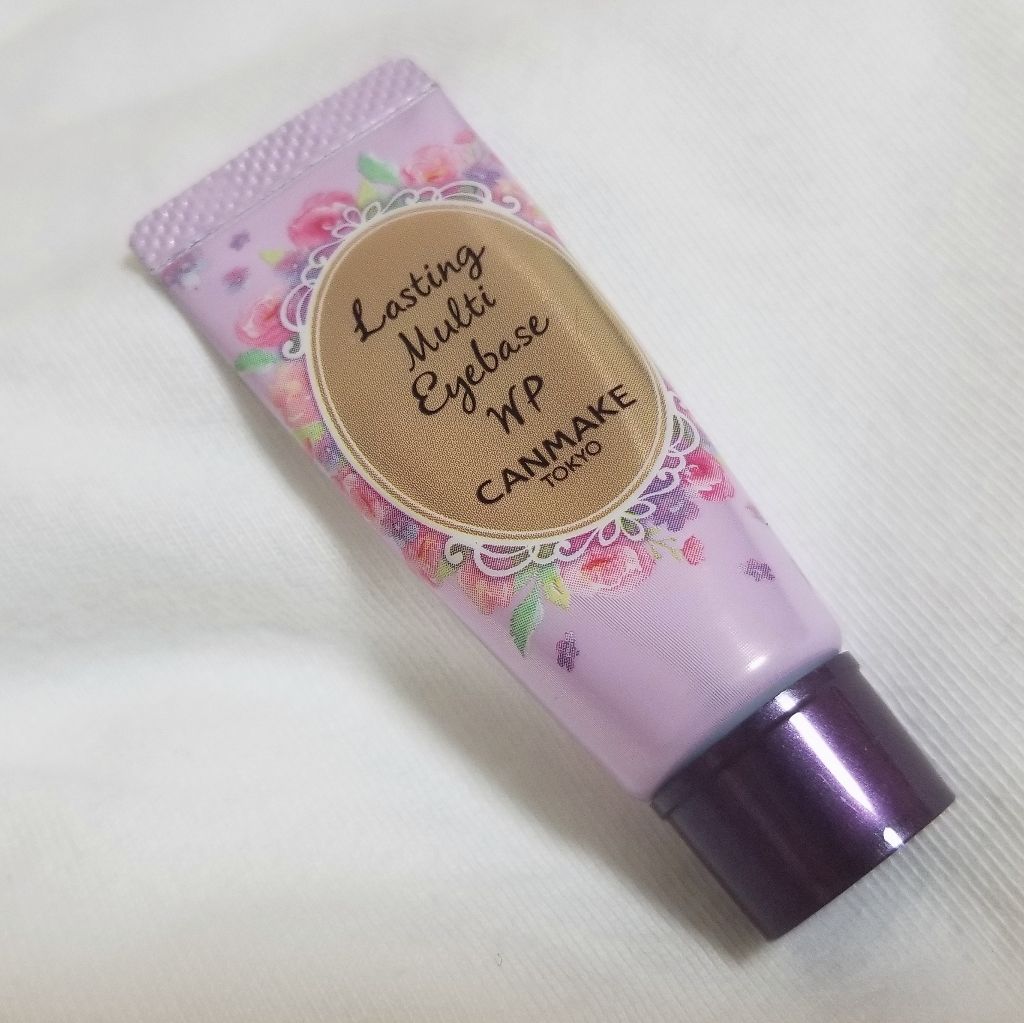 Lasting
Multi
Eyebase
WP
CANMAKE
TOKYO